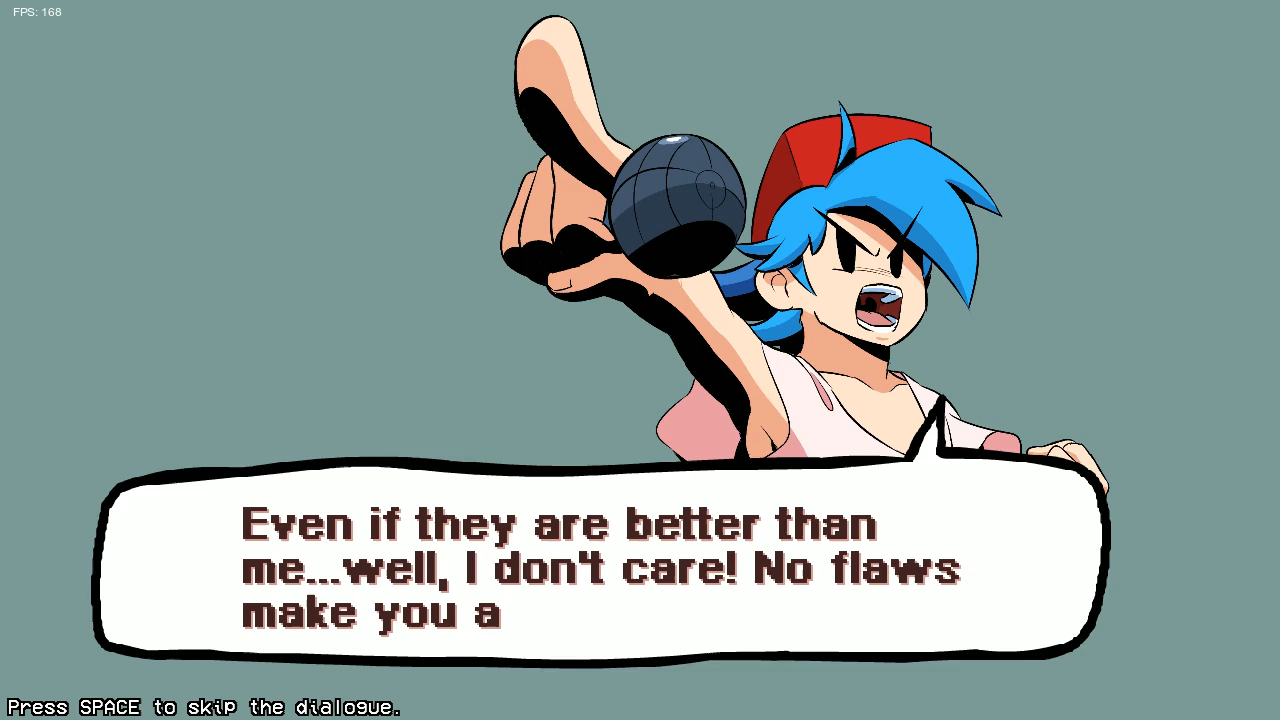 FPS: 168
Even if they are better than
me...well, I don't care! No flaws
make you a
Press SPACE to skip the dialogue.